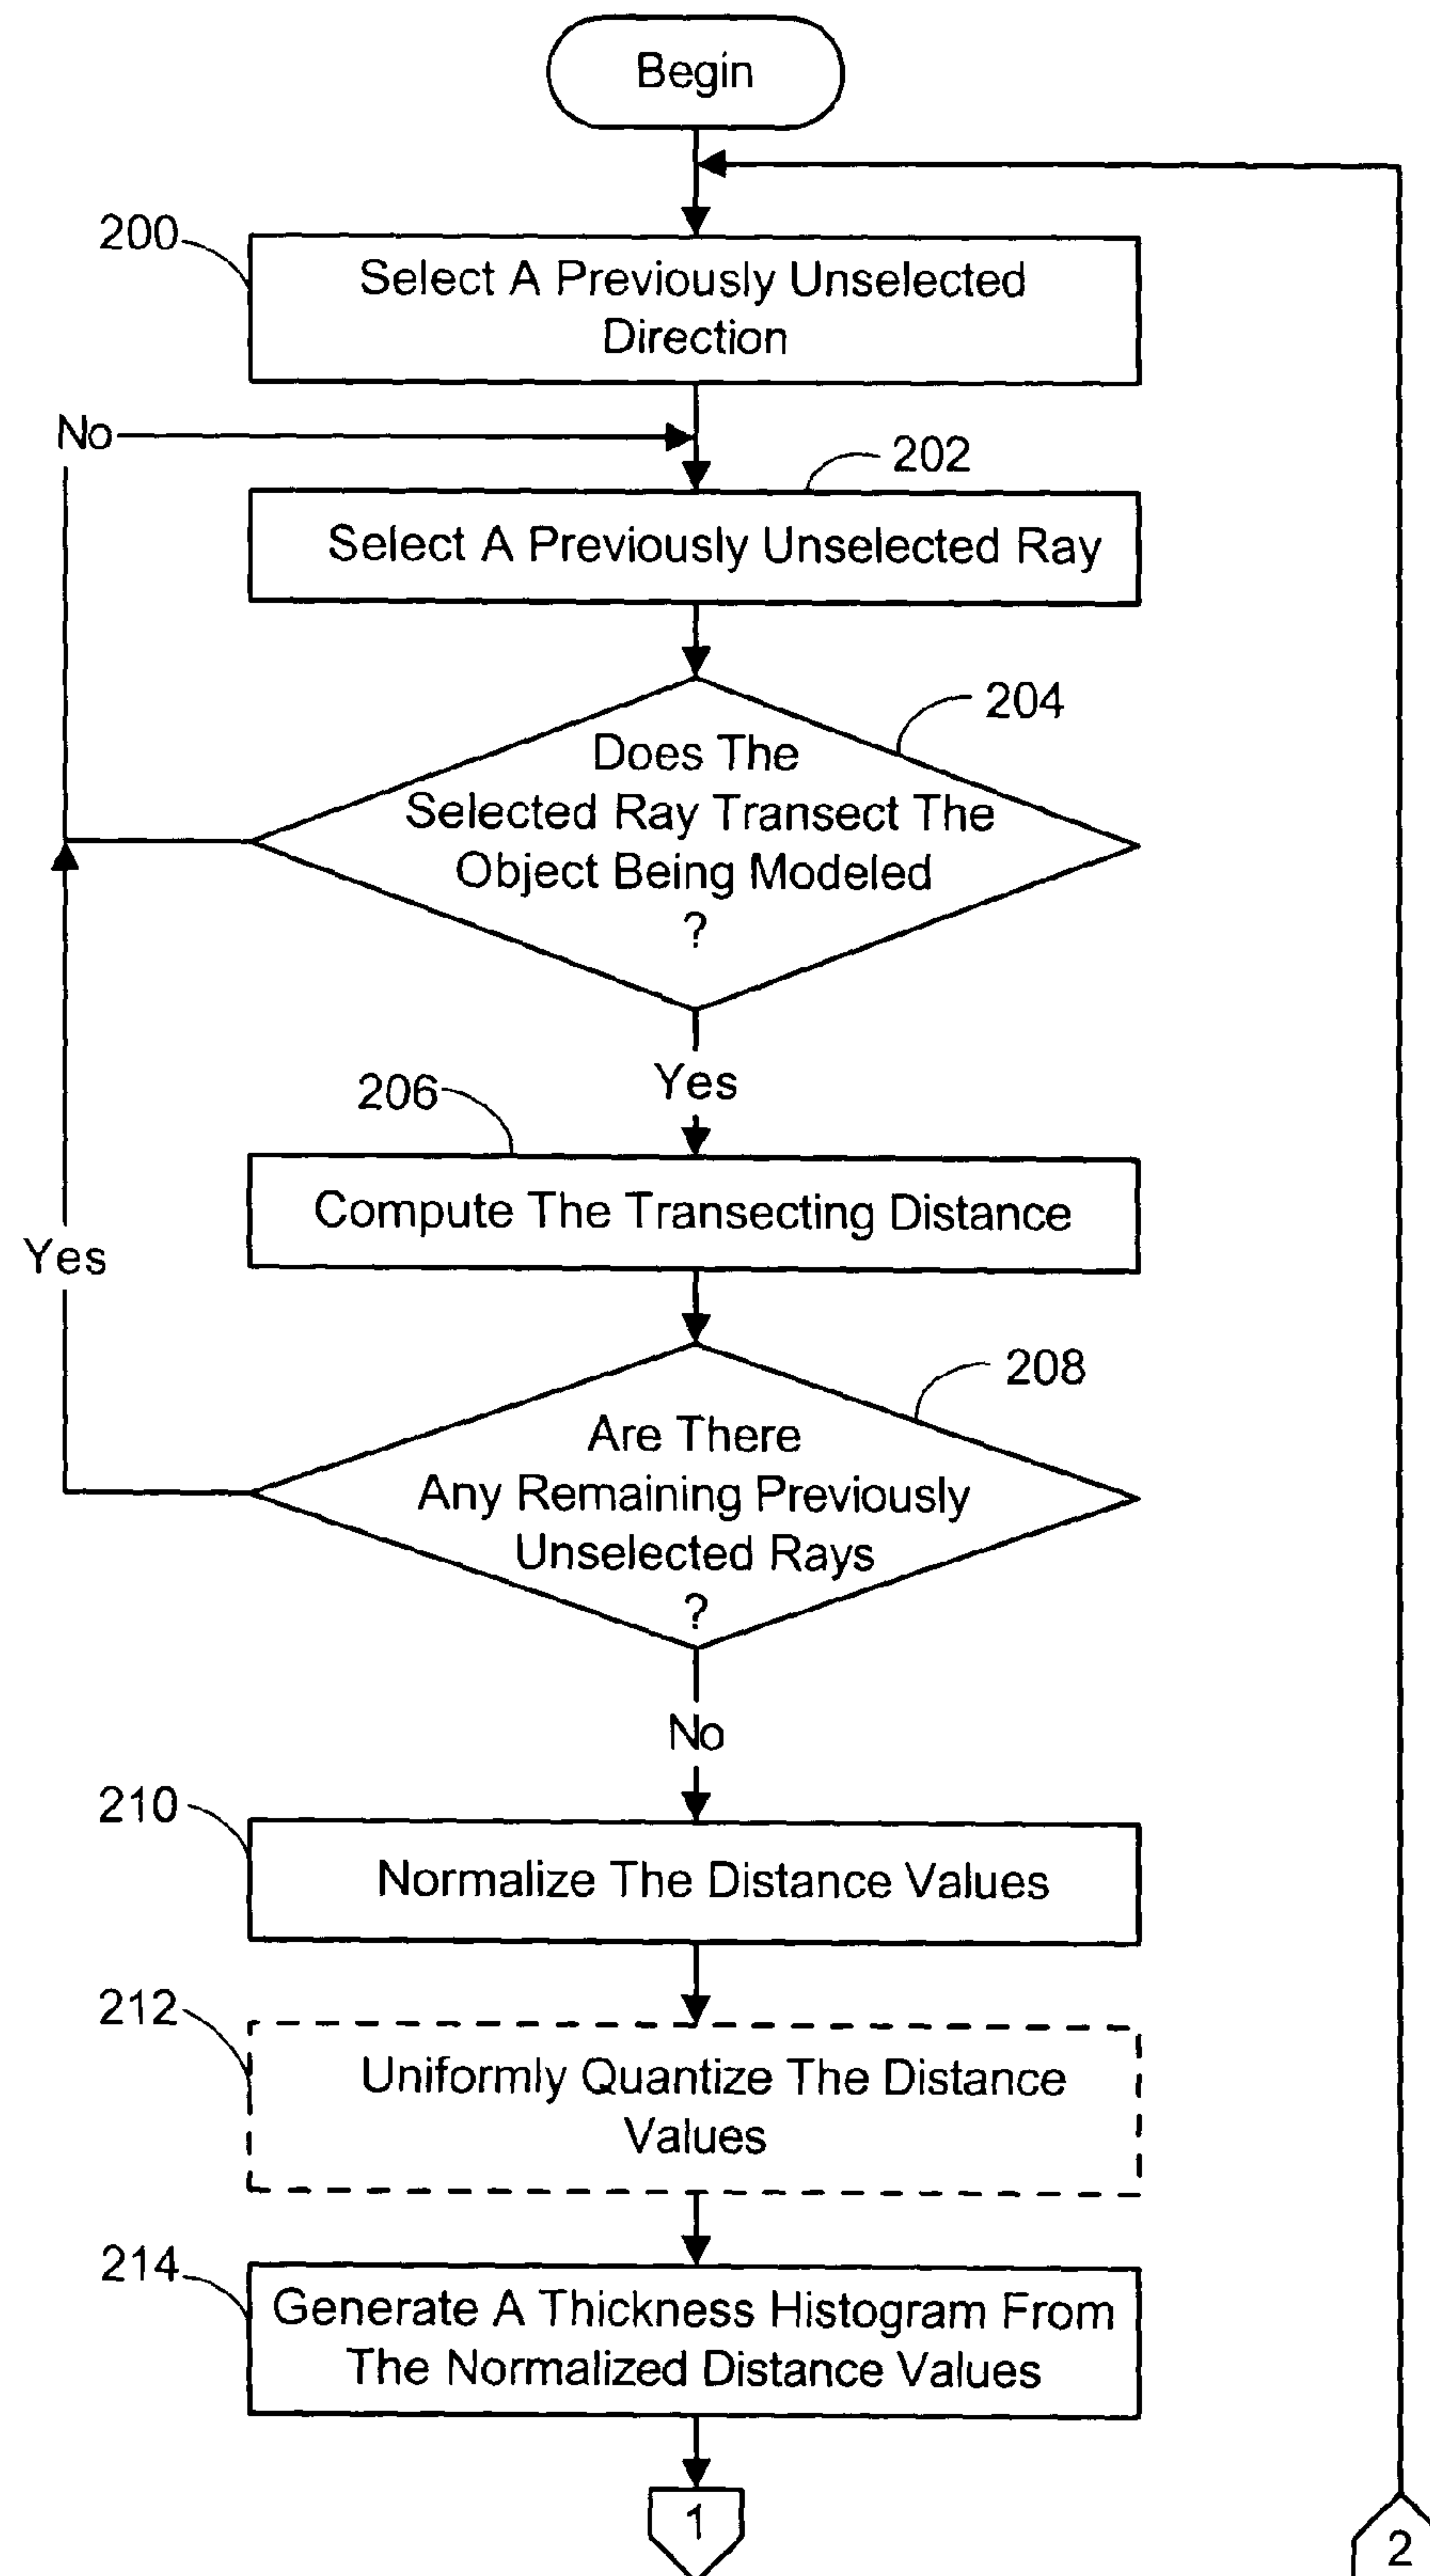 Begin
200
Select A Previously Unselected
Direction
No
202
Select A Previously Unselected Ray
204
Does The
Selected Ray Transect The
Object Being Modeled
?
Yes
206
Compute The Transecting Distance
Yes
208
Are There
Any Remaining Previously
Unselected Rays
?
No
210
Normalize The Distance Values
212
Uniformly Quantize The Distance
Values
214
Generate A Thickness Histogram From
The Normalized Distance Values
1
2